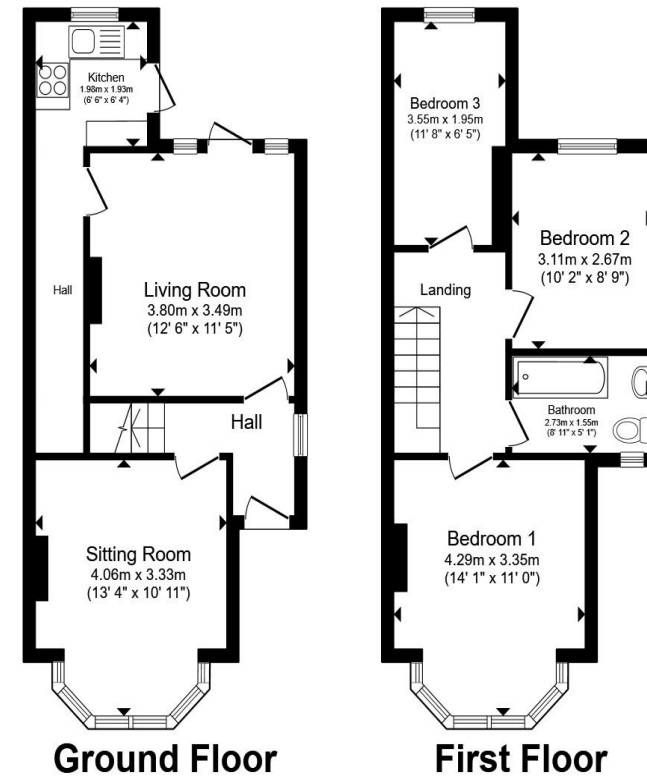 Kitchen
1.98m x 1.93m
(6' 6" x 6' 4")
Hall
Living Room
3.80m x 3.49m
(12' 6" x 11' 5")
Hall
Sitting Room
4.06m x 3.33m
(13' 4" x 10' 11")
Ground Floor
Bedroom 3
3.55m x 1.95m
(11' 8" x 6' 5")
Bedroom 2
3.11m x 2.67m
(10' 2" x 8' 9")
Landing
Bathroom
2.73m x 1.55m
(8' 11" x 5' 1")
Bedroom 1
4.29m x 3.35m
(14' 1" x 11' 0")
First Floor